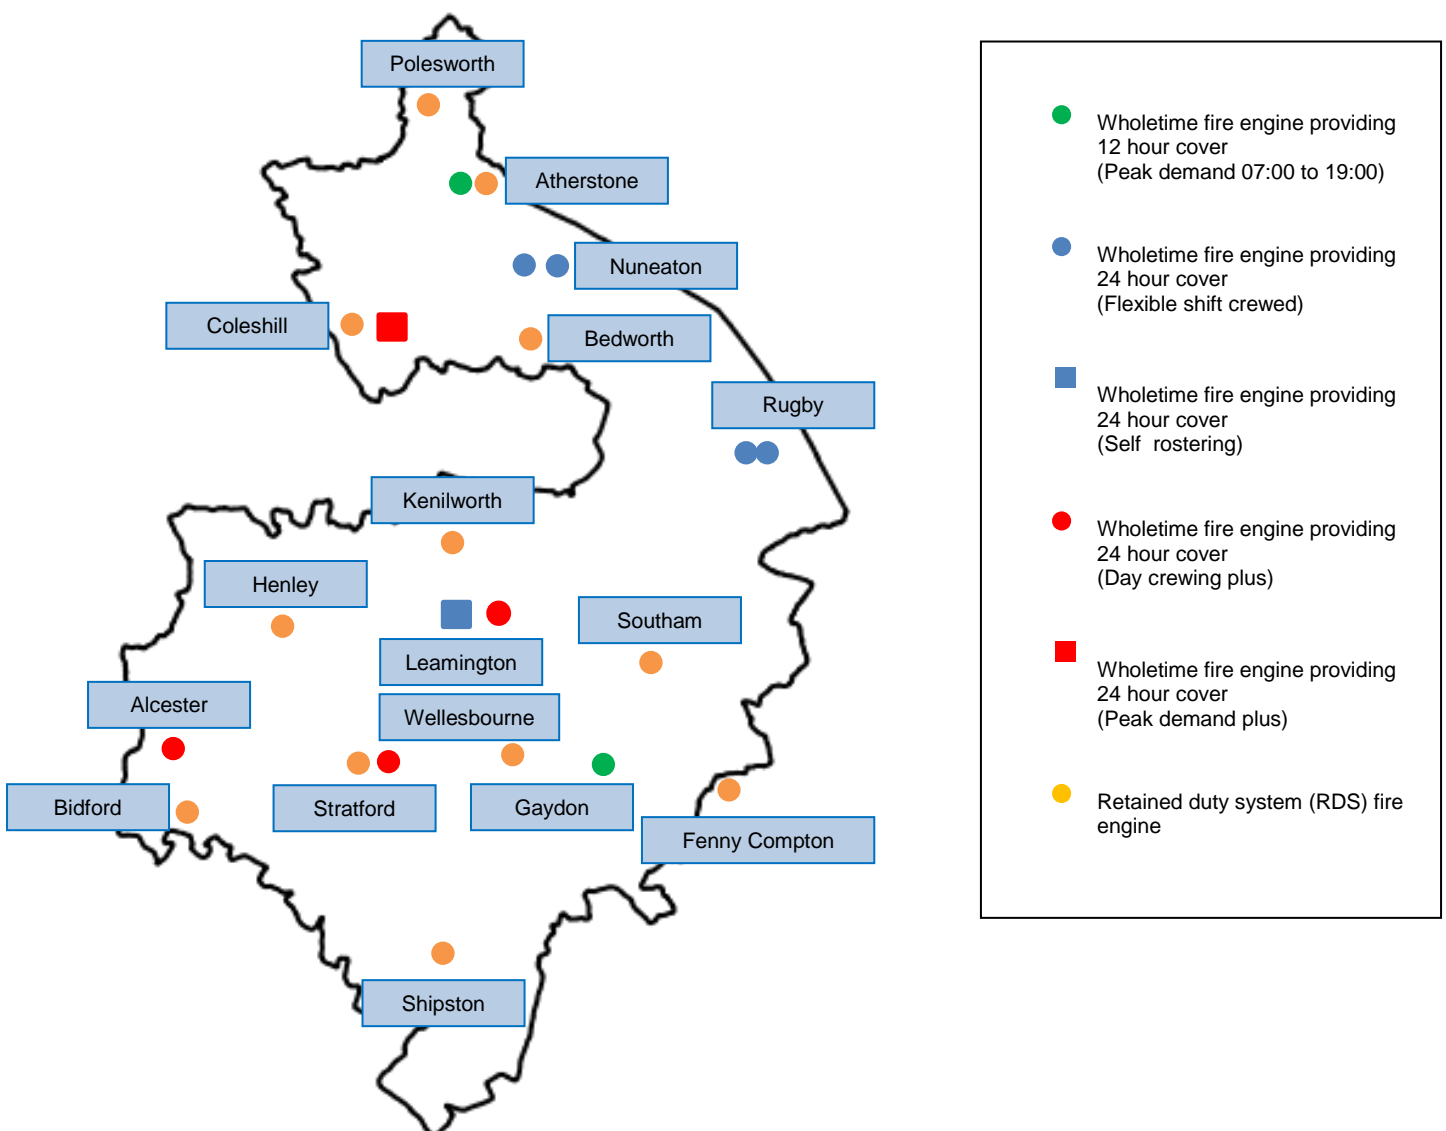 Polesworth
Atherstone
Nuneaton
Coleshill
Bedworth
Rugby
Kenilworth
Henley
Southam
Leamington
Alcester
Wellesbourne
Bidford
Stratford
Gaydon
Fenny Compton
Shipston
Wholetime fire engine providing
12 hour cover
(Peak demand 07:00 to 19:00)
Wholetime fire engine providing
24 hour cover
(Flexible shift crewed)
Wholetime fire engine providing
24 hour cover
(Self rostering)
Wholetime fire engine providing
24 hour cover
(Day crewing plus)
Wholetime fire engine providing
24 hour cover
(Peak demand plus)
Retained duty system (RDS) fire
engine